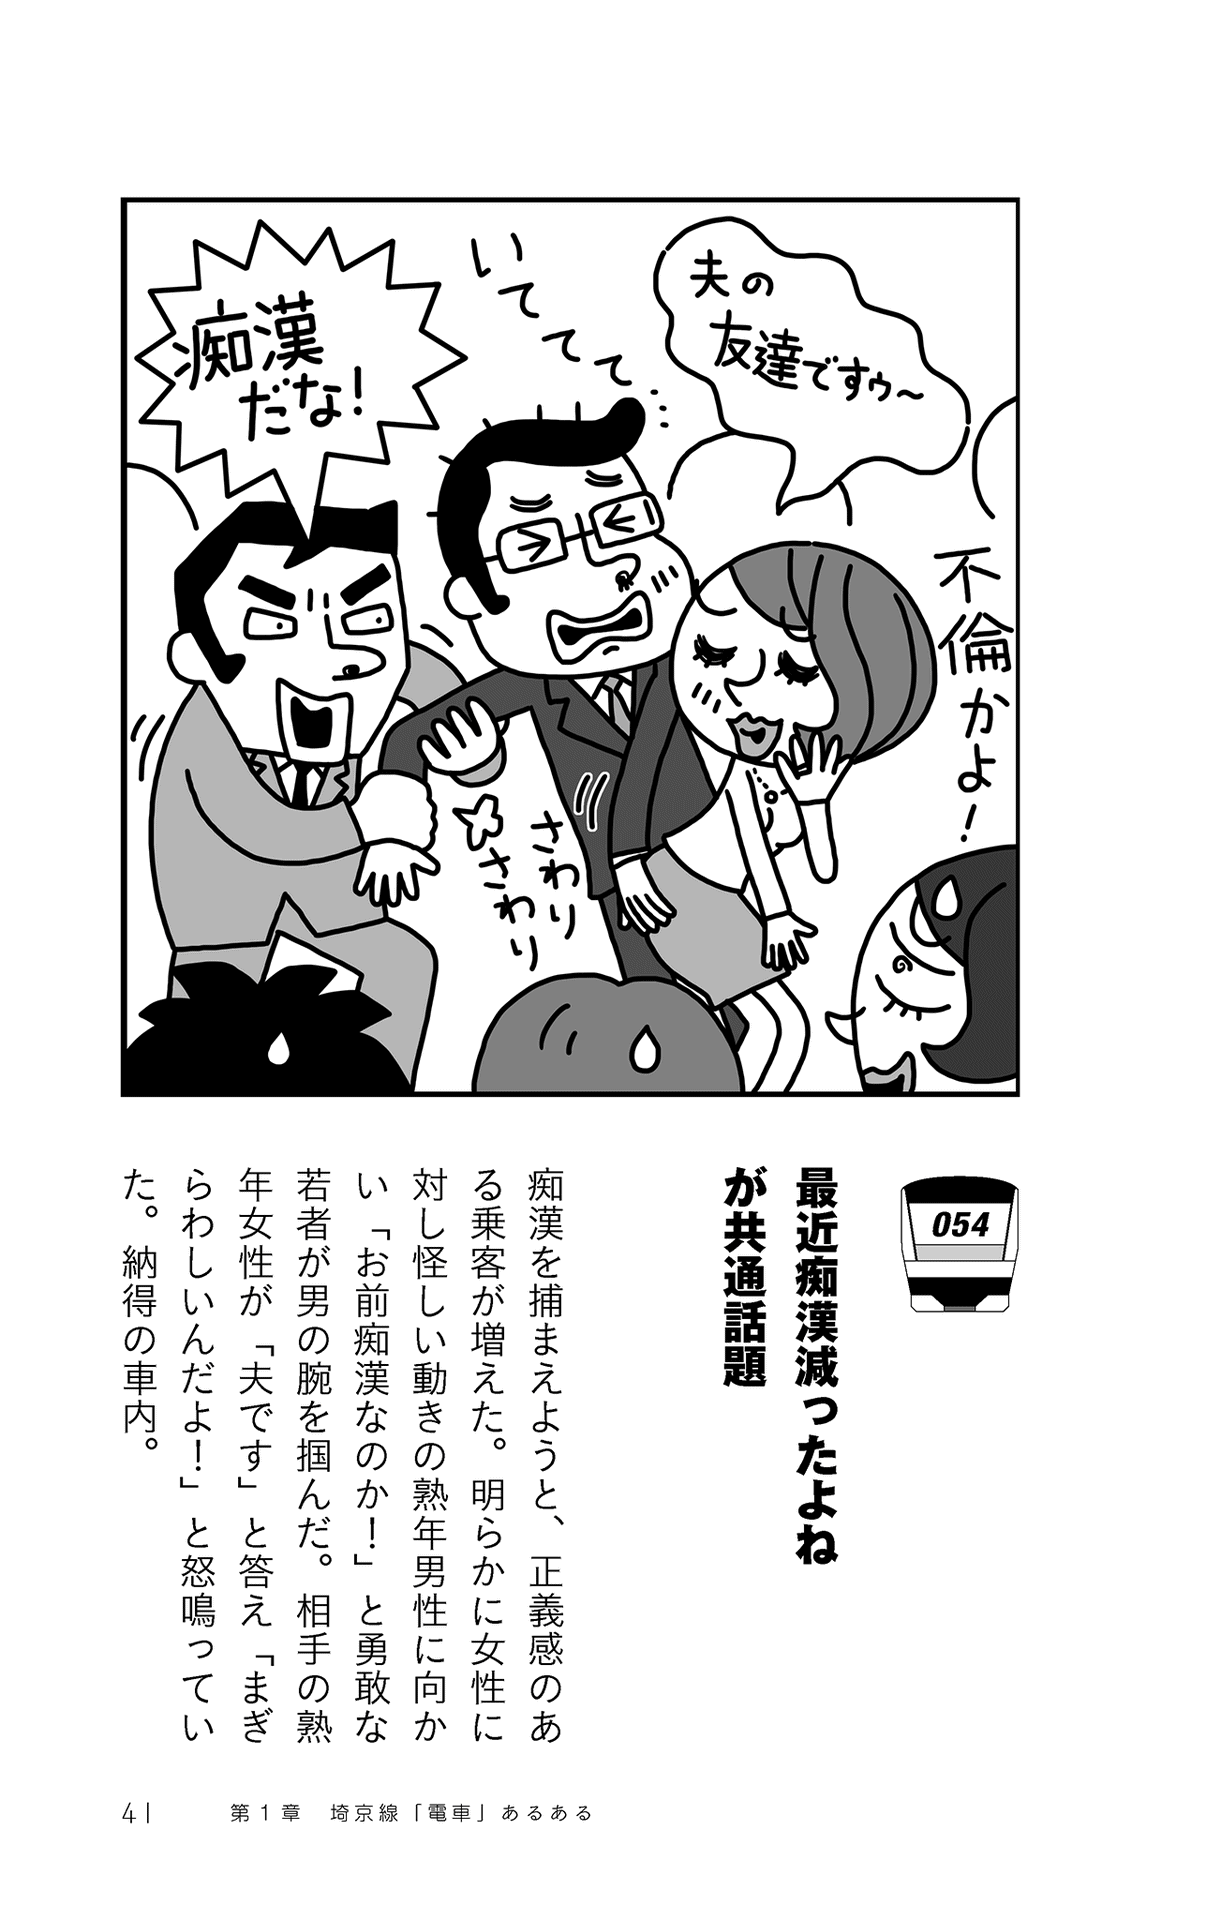 夫の
友達ですぅ〜
いててて
痴漢
だな!
不倫かよ!
さわり
さわり
054
最近痴漢減ったよね
が共通話題
痴漢を捕まえようと、正義感のあ
る乗客が増えた。明らかに女性に
対し怪しい動きの熟年男性に向か
い「お前痴漢なのか!」と勇敢な
若者が男の腕を掴んだ。相手の熟
年女性が「夫です」と答え「まぎ
らわしいんだよ!」と怒鳴ってい
た。納得の車内。
41 第1章 埼京線「電車」あるある